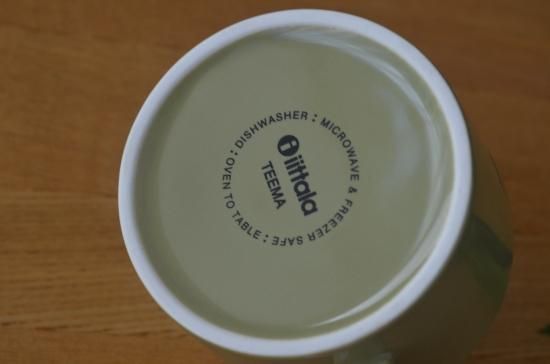 OVEN TO TABLE : DISHWASHER : MICROWAVE & FREEZER SAFE :
i iittala
TEEMA